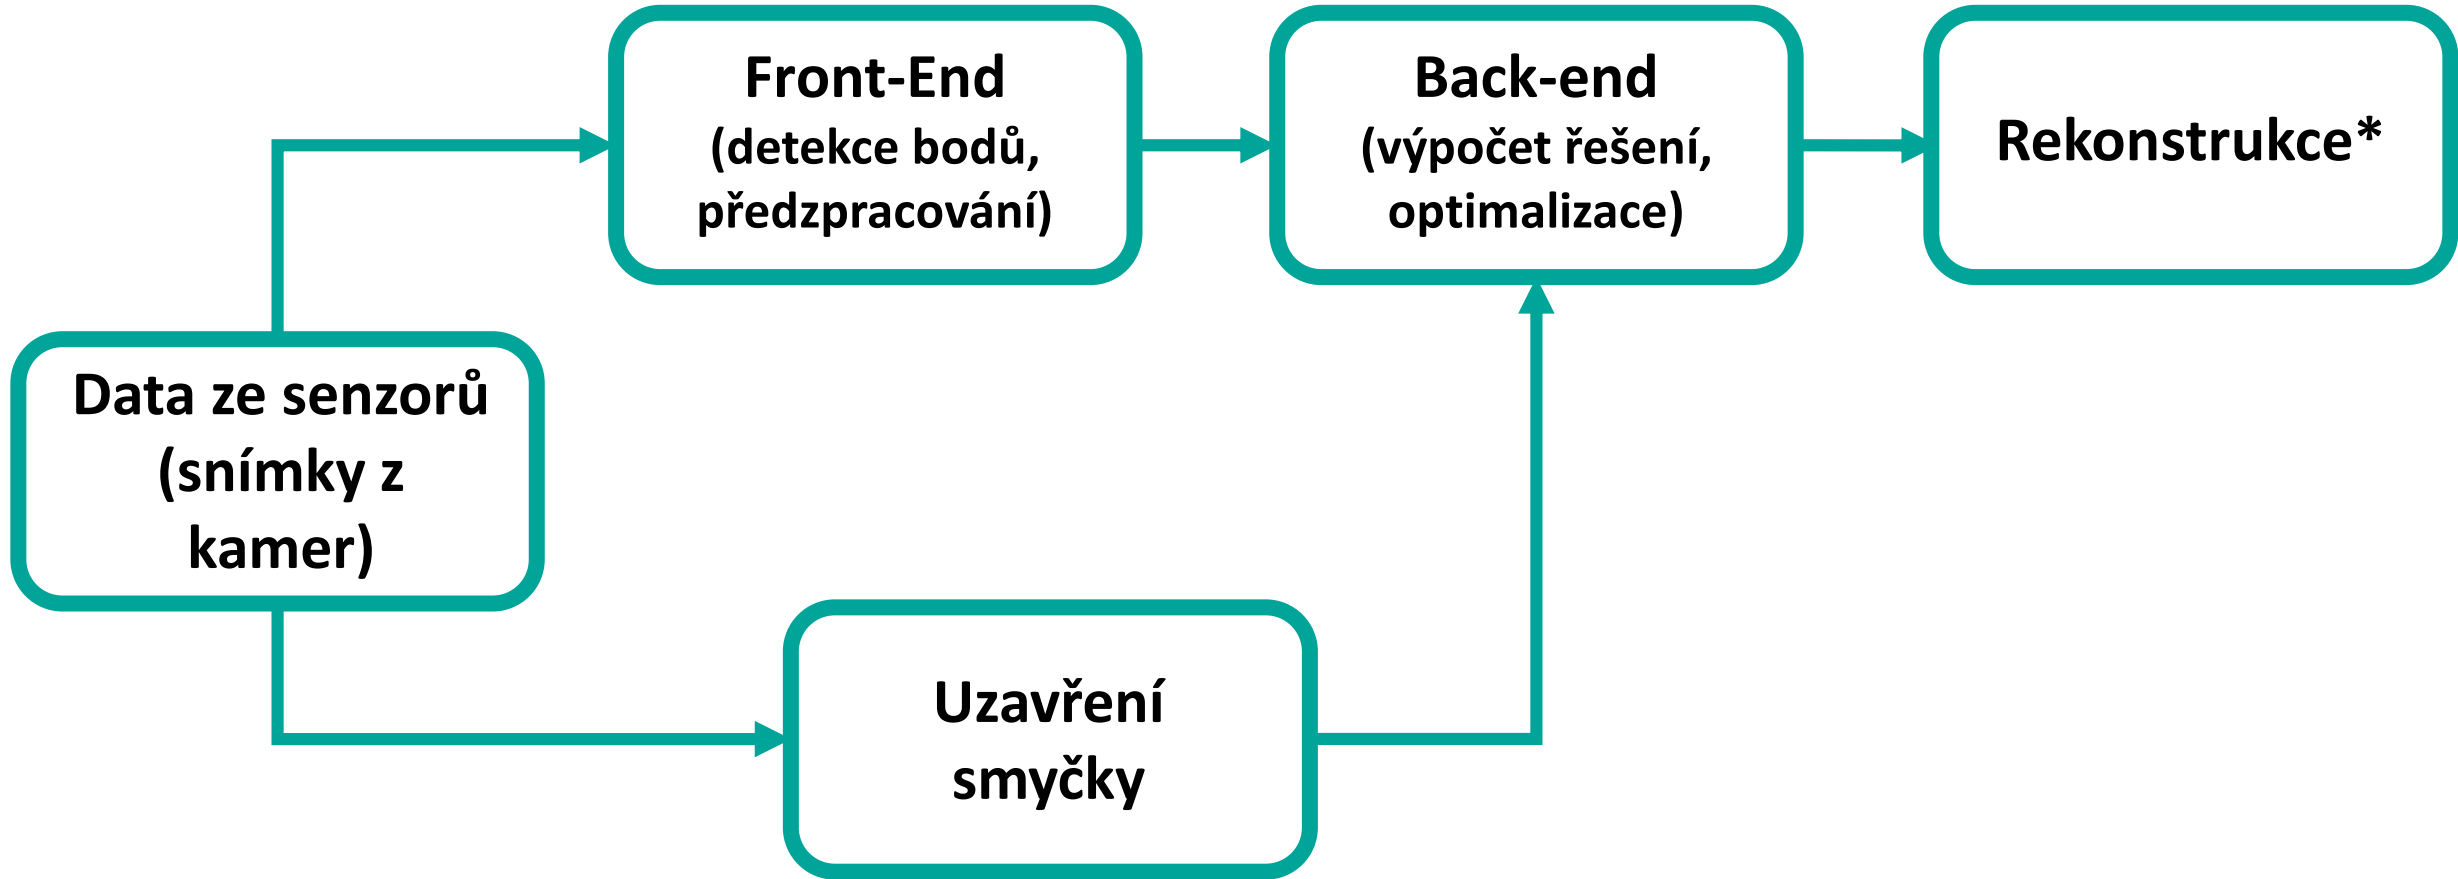 Front-End
(detekce bodů,
předzpracování)
Back-end
(výpočet řešení,
optimalizace)
Rekonstrukce*
Data ze senzorů
(snímky z
kamer)
Uzavření
smyčky